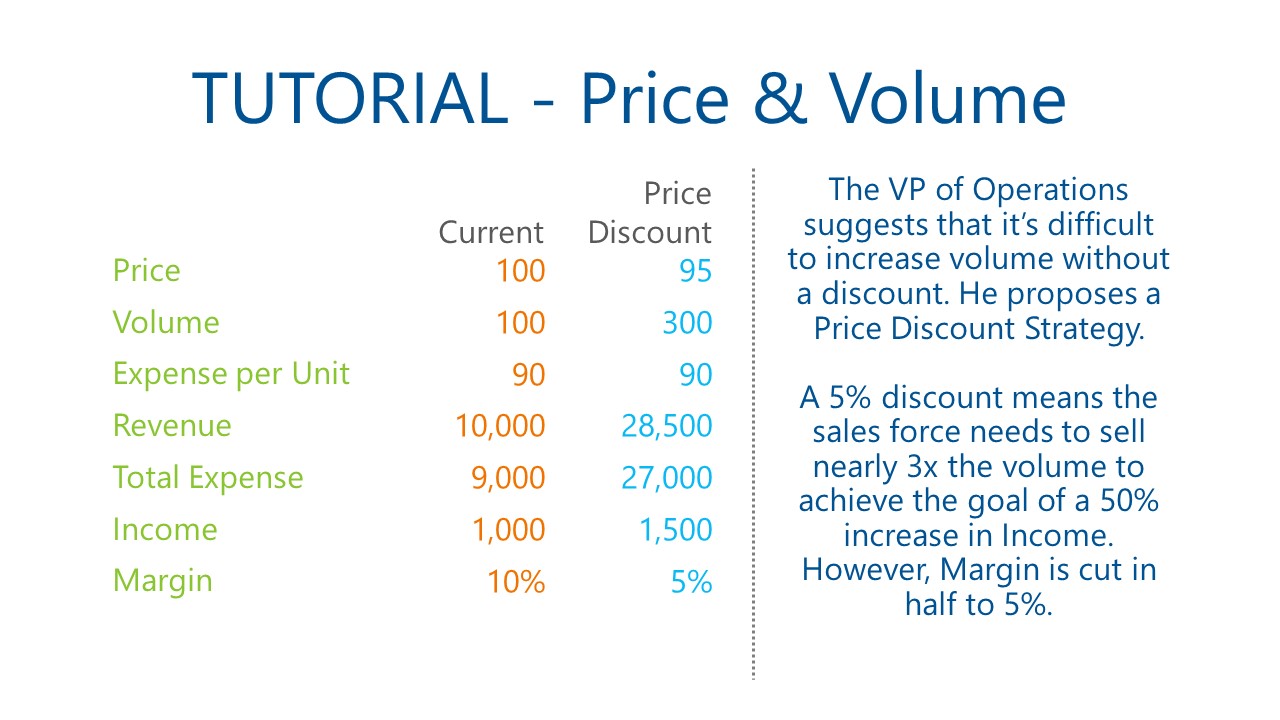 TUTORIAL - Price & Volume
Price
Current Discount
Price 100 95
Volume 100 300
Expense per Unit 90 90
Revenue 10,000 28,500
Total Expense 9,000 27,000
Income 1,000 1,500
Margin 10% 5%
The VP of Operations
suggests that it’s difficult
to increase volume without
a discount. He proposes a
Price Discount Strategy.
A 5% discount means the
sales force needs to sell
nearly 3x the volume to
achieve the goal of a 50%
increase in Income.
However, Margin is cut in
half to 5%.